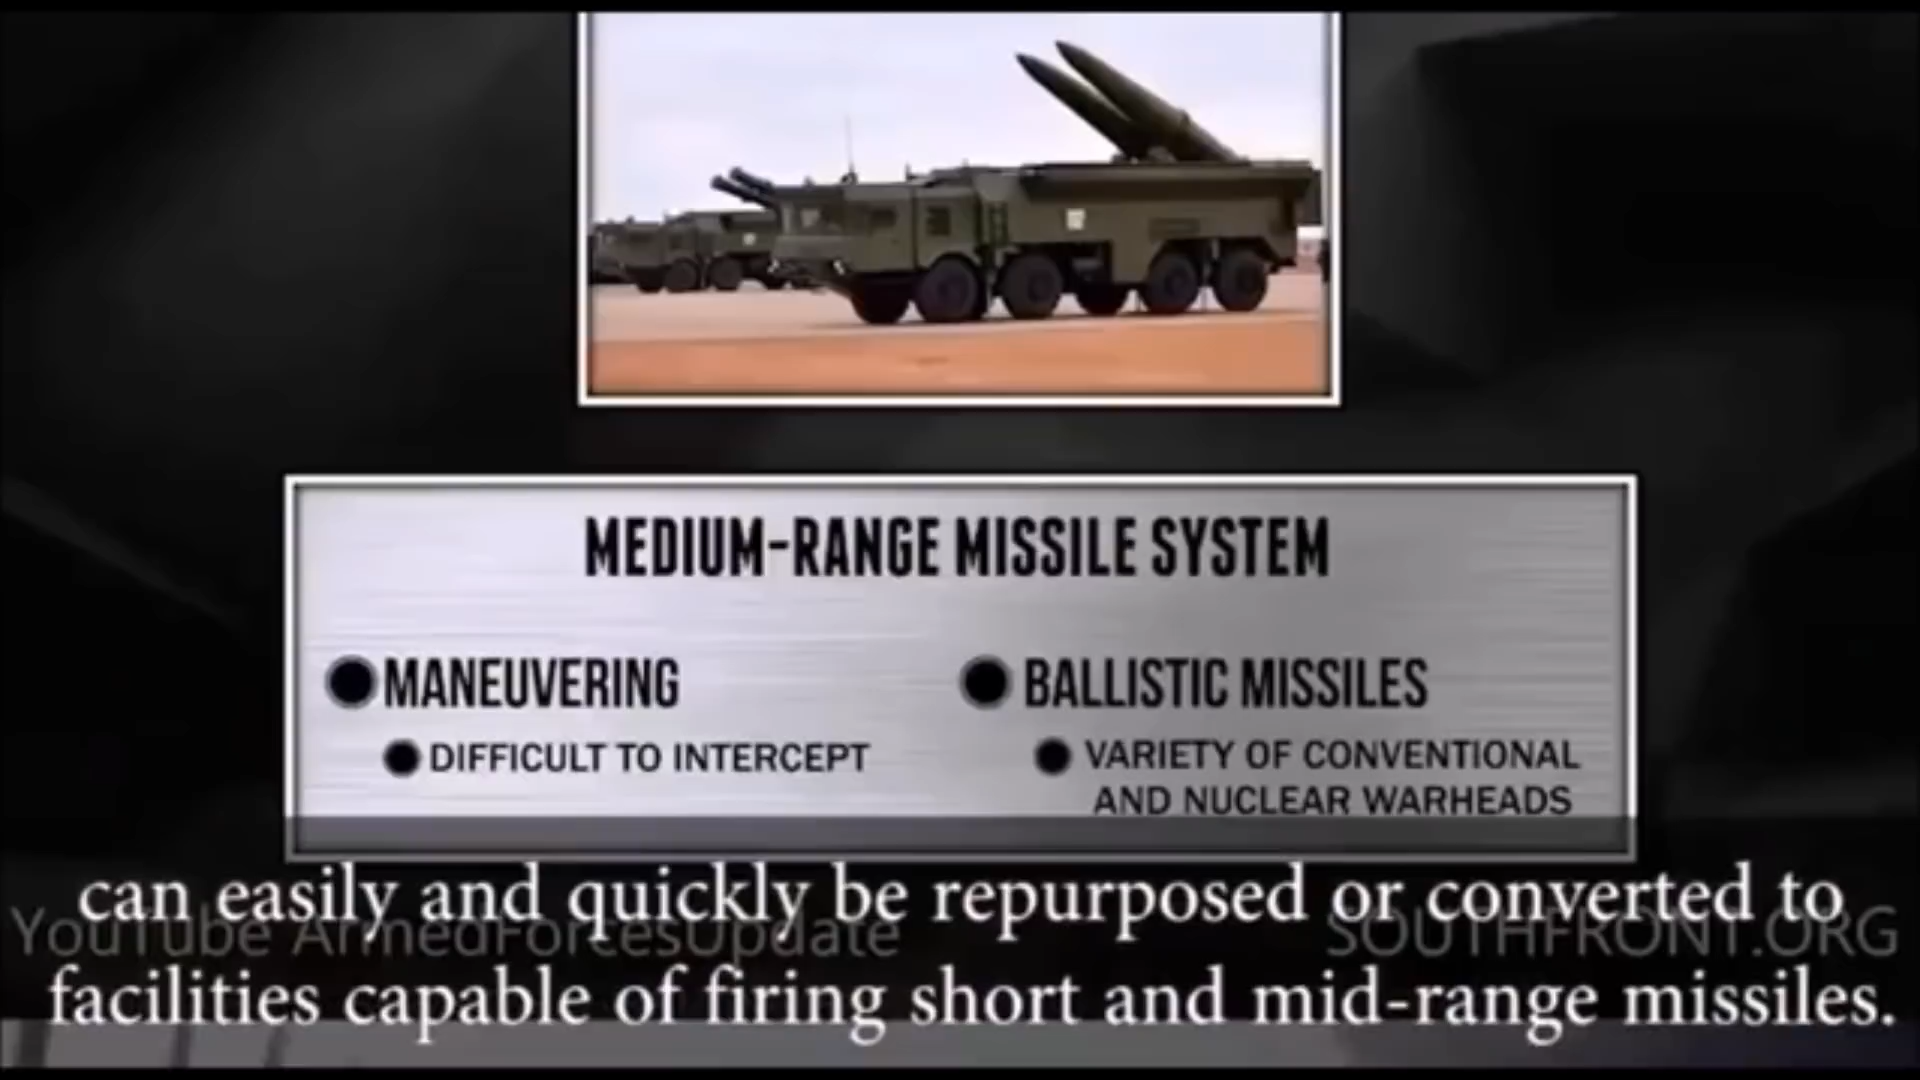 MEDIUM-RANGE MISSILE SYSTEM
MANEUVERING
DIFFICULT TO INTERCEPT
BALLISTIC MISSILES
VARIETY OF CONVENTIONAL
AND NUCLEAR WARHEADS
can easily and quickly be repurposed or converted to
YouTube ArmedForcesUpdate
SOUTHFRONT.ORG
facilities capable of firing short and mid-range missiles.